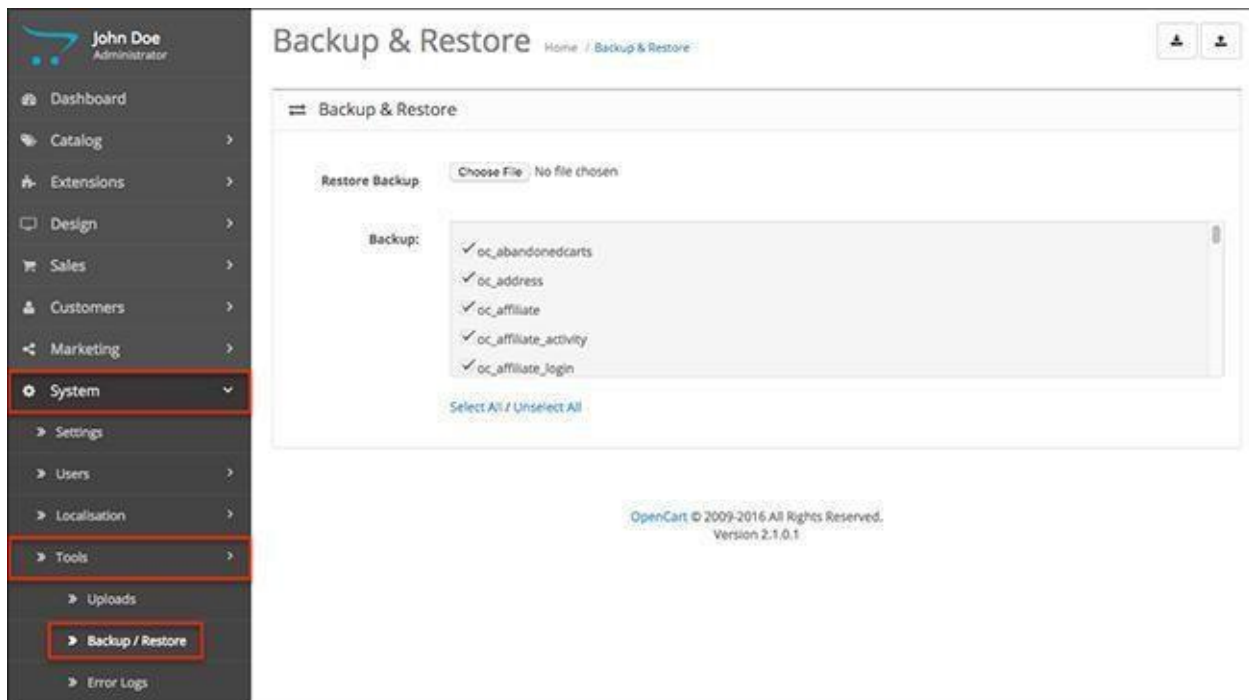 John Doe
Administrator
Dashboard
Catalog
Extensions
Design
Sales
Customers
Marketing
System
Settings
Users
Localisation
Tools
Uploads
Backup / Restore
Error Logs
Backup & Restore Home / Backup & Restore
Backup & Restore
Restore Backup Choose File No file chosen
Backup:
oc_abandonedcarts
oc_address
oc_affiliate
oc_affiliate_activity
oc_affiliate_login
Select All / Unselect All
OpenCart © 2009-2016 All Rights Reserved.
Version 2.1.0.1